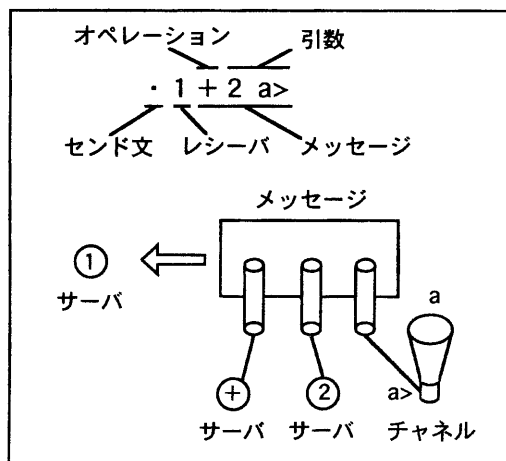 オペレーション 引数
・ 1 + 2 a>
センド文 レシーバ メッセージ
メッセージ
1
サーバ
a
+ 2 a>
サーバ サーバ チャネル